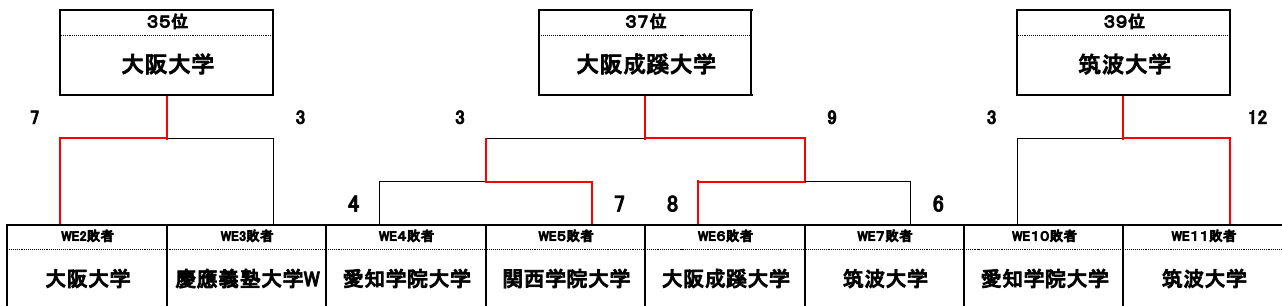 35位
37位
39位
大阪大学
大阪成蹊大学
筑波大学
7
3
3
9
3
12
4
7
8
6
WE2敗者
WE3敗者
WE4敗者
WE5敗者
WE6敗者
WE7敗者
WE10敗者
WE11敗者
大阪大学
慶應義塾大学W
愛知学院大学
関西学院大学
大阪成蹊大学
筑波大学
愛知学院大学
筑波大学